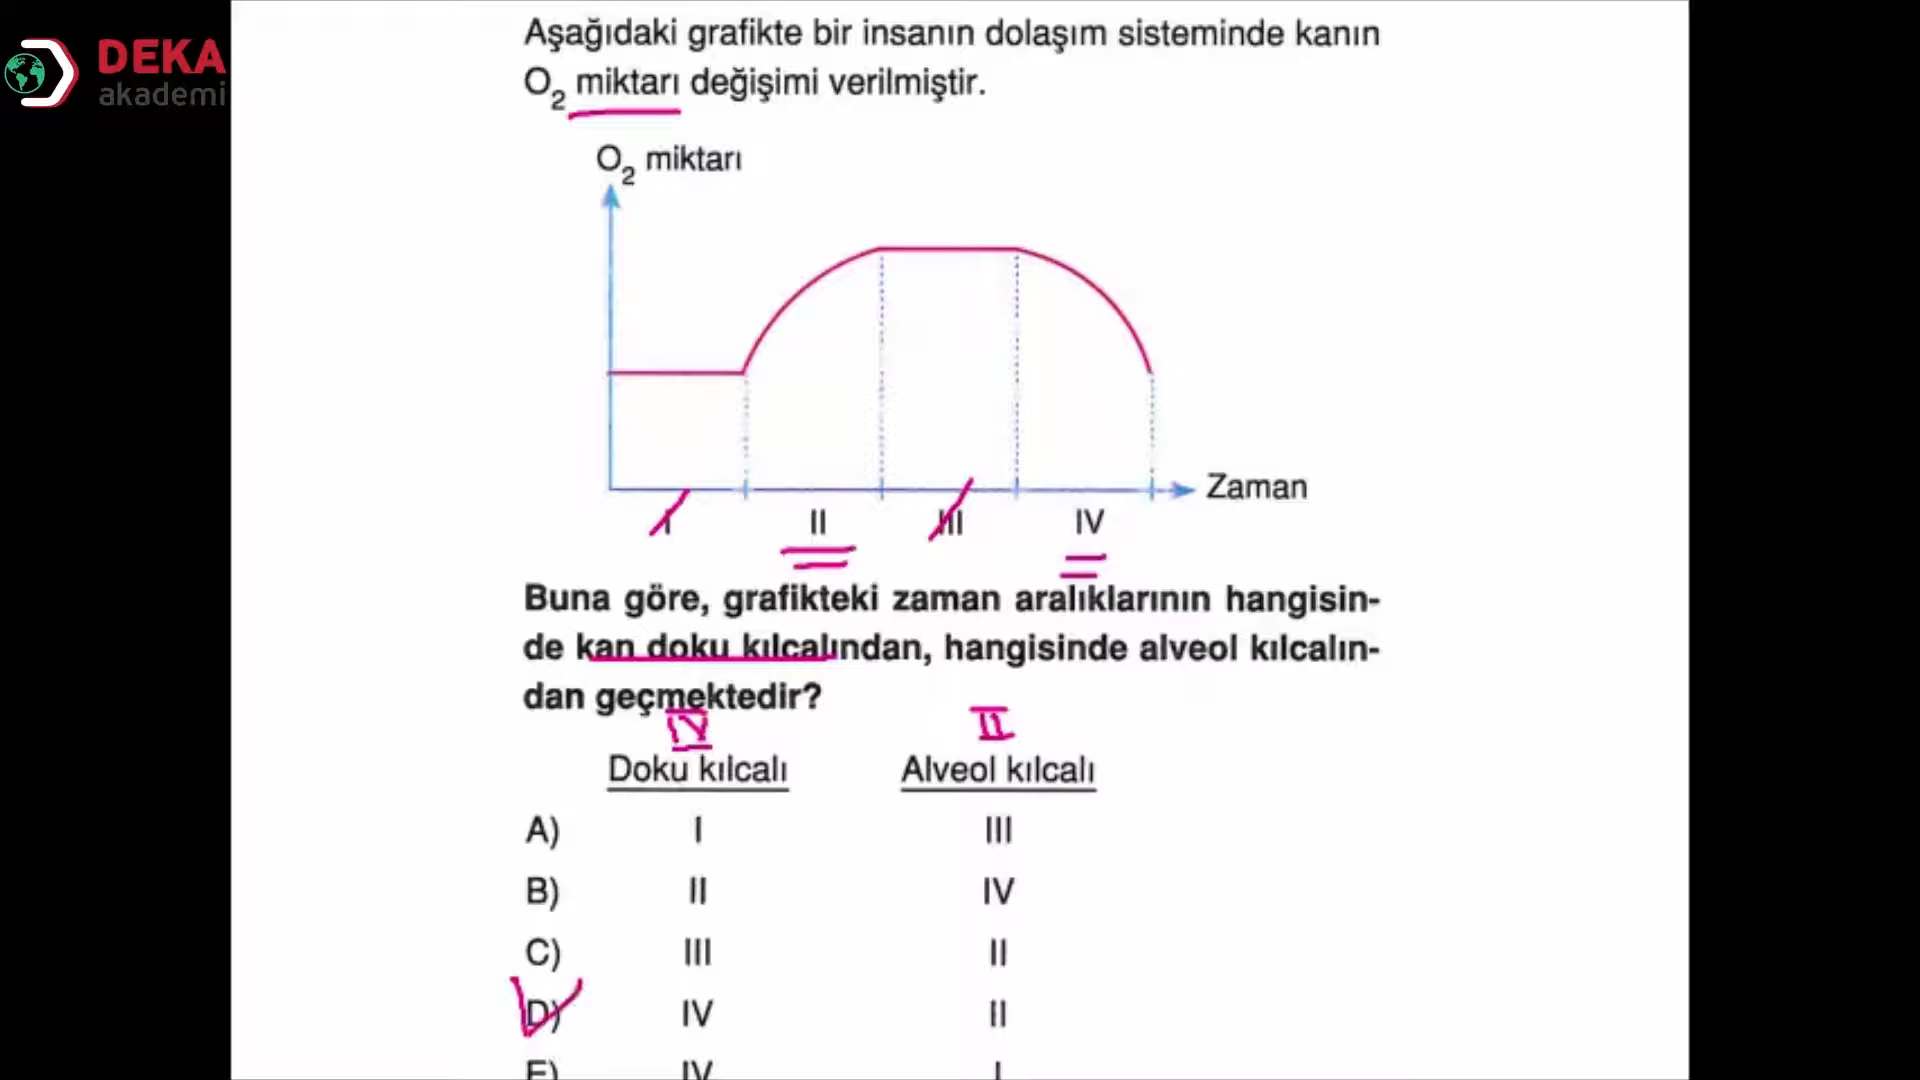 DEKA
akademi
Aşağıdaki grafikte bir insanın dolaşım sisteminde kanın
O2 miktarı değişimi verilmiştir.
O2 miktarı
Zaman
I II III IV
Buna göre, grafikteki zaman aralıklarının hangisin-
de kan doku kılcalından, hangisinde alveol kılcalın-
dan geçmektedir?
IV II
Doku kılcalı Alveol kılcalı
A) I III
B) II IV
C) III II
D) IV II
E) IV I